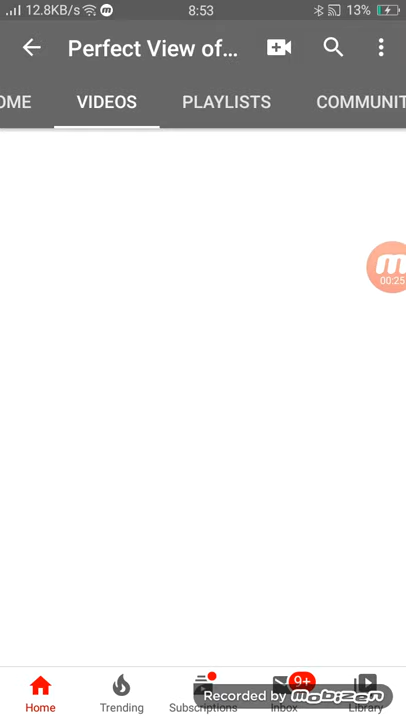 12.8KB/s 8:53 13%
Perfect View of...
OME VIDEOS PLAYLISTS COMMUNIT
m
00:25
9+
Home Trending Subscriptions Inbox Library
Recorded by mobizen